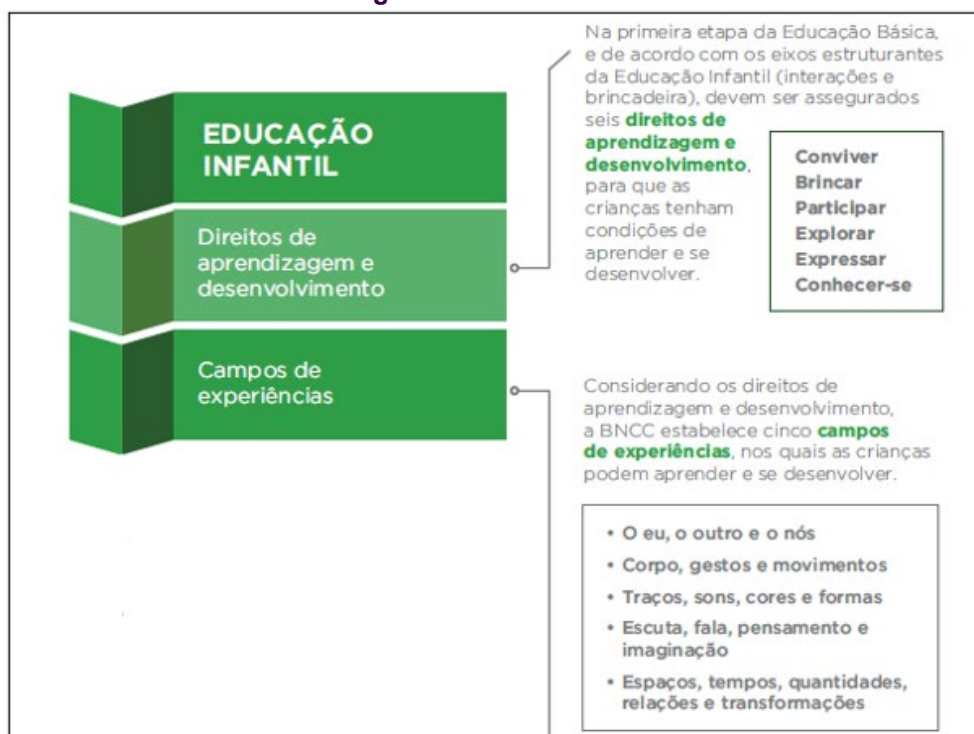 Na primeira etapa da Educação Básica,
e de acordo com os eixos estruturantes
da Educação Infantil (interações e
brincadeira), devem ser assegurados
seis direitos de
aprendizagem e
desenvolvimento,
para que as
crianças tenham
condições de
aprender e se
desenvolver.
Conviver
Brincar
Participar
Explorar
Expressar
Conhecer-se
EDUCAÇÃO
INFANTIL
Direitos de
aprendizagem e
desenvolvimento
Campos de
experiências
Considerando os direitos de
aprendizagem e desenvolvimento,
a BNCC estabelece cinco campos
de experiências, nos quais as crianças
podem aprender e se desenvolver.
• O eu, o outro e o nós
• Corpo, gestos e movimentos
• Traços, sons, cores e formas
• Escuta, fala, pensamento e
imaginação
• Espaços, tempos, quantidades,
relações e transformações